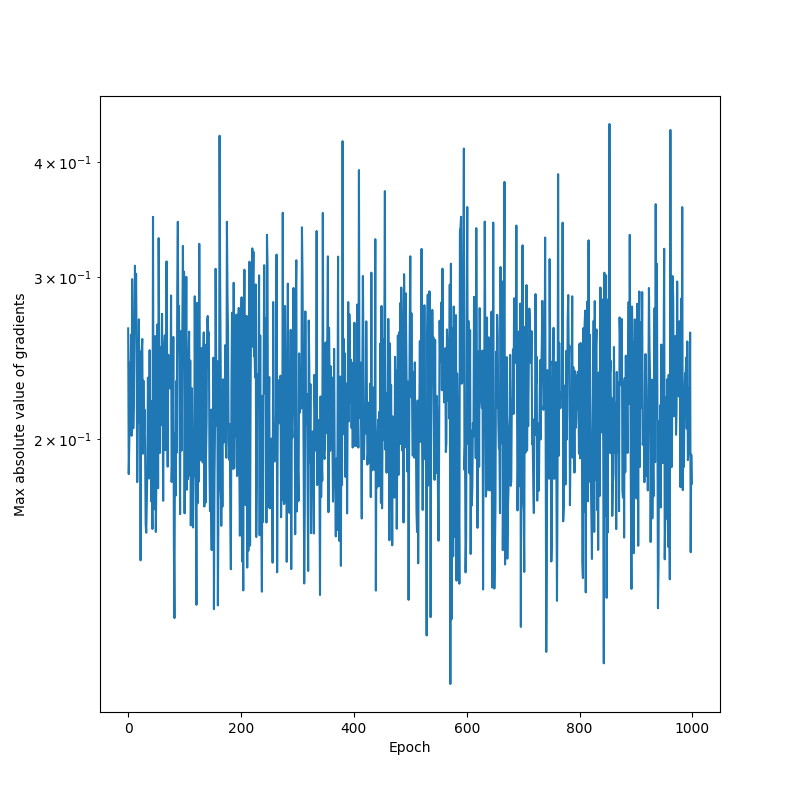 Max absolute value of gradients
4 × 10⁻¹
3 × 10⁻¹
2 × 10⁻¹
0 200 400 600 800 1000
Epoch